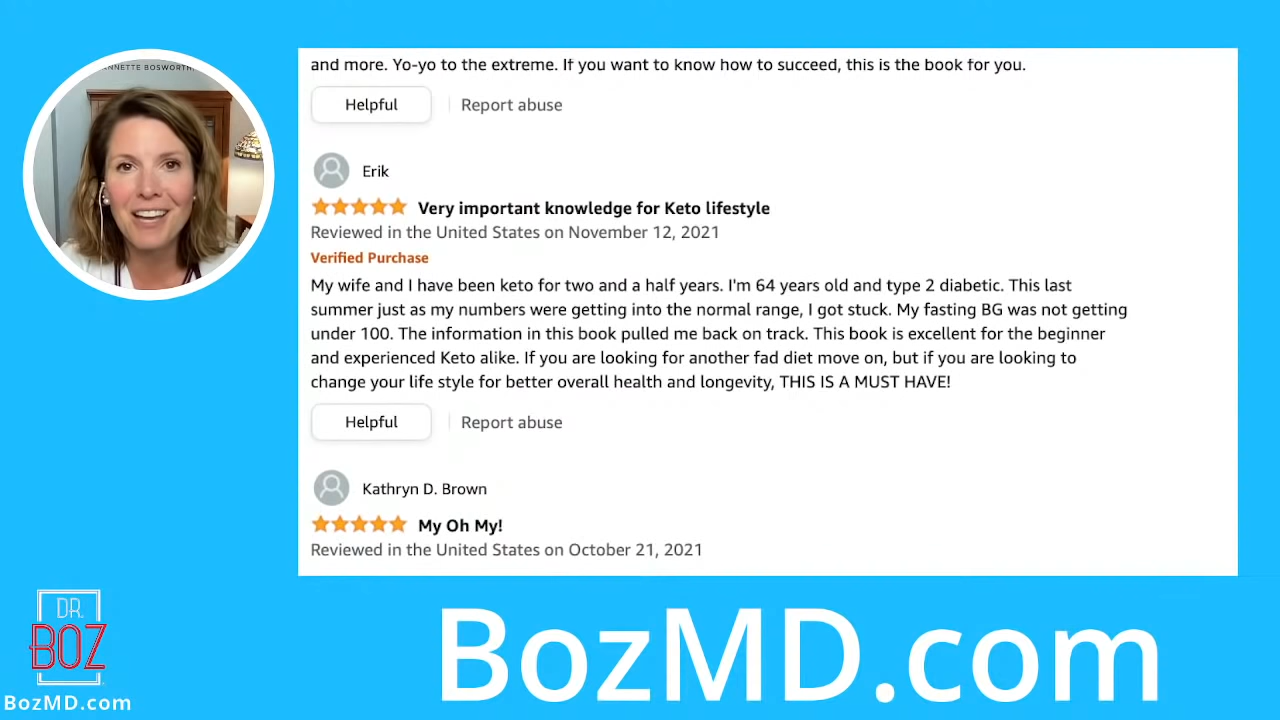 ANNETTE BOSWORTH,
and more. Yo-yo to the extreme. If you want to know how to succeed, this is the book for you.
Helpful
Report abuse
Erik
Very important knowledge for Keto lifestyle
Reviewed in the United States on November 12, 2021
Verified Purchase
My wife and I have been keto for two and a half years. I'm 64 years old and type 2 diabetic. This last
summer just as my numbers were getting into the normal range, I got stuck. My fasting BG was not getting
under 100. The information in this book pulled me back on track. This book is excellent for the beginner
and experienced Keto alike. If you are looking for another fad diet move on, but if you are looking to
change your life style for better overall health and longevity, THIS IS A MUST HAVE!
Helpful
Report abuse
Kathryn D. Brown
My Oh My!
Reviewed in the United States on October 21, 2021
DR.
BOZ
BozMD.com
BozMD.com